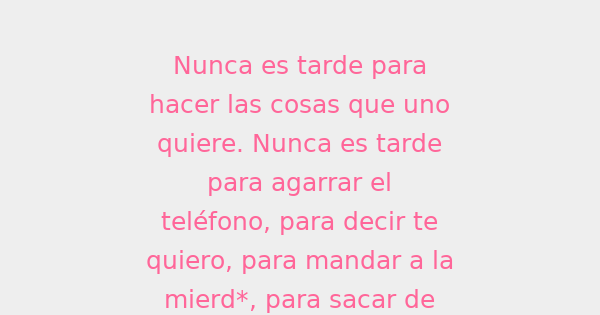 Nunca es tarde para
hacer las cosas que uno
quiere. Nunca es tarde
para agarrar el
teléfono, para decir te
quiero, para mandar a la
mierd*, para sacar de